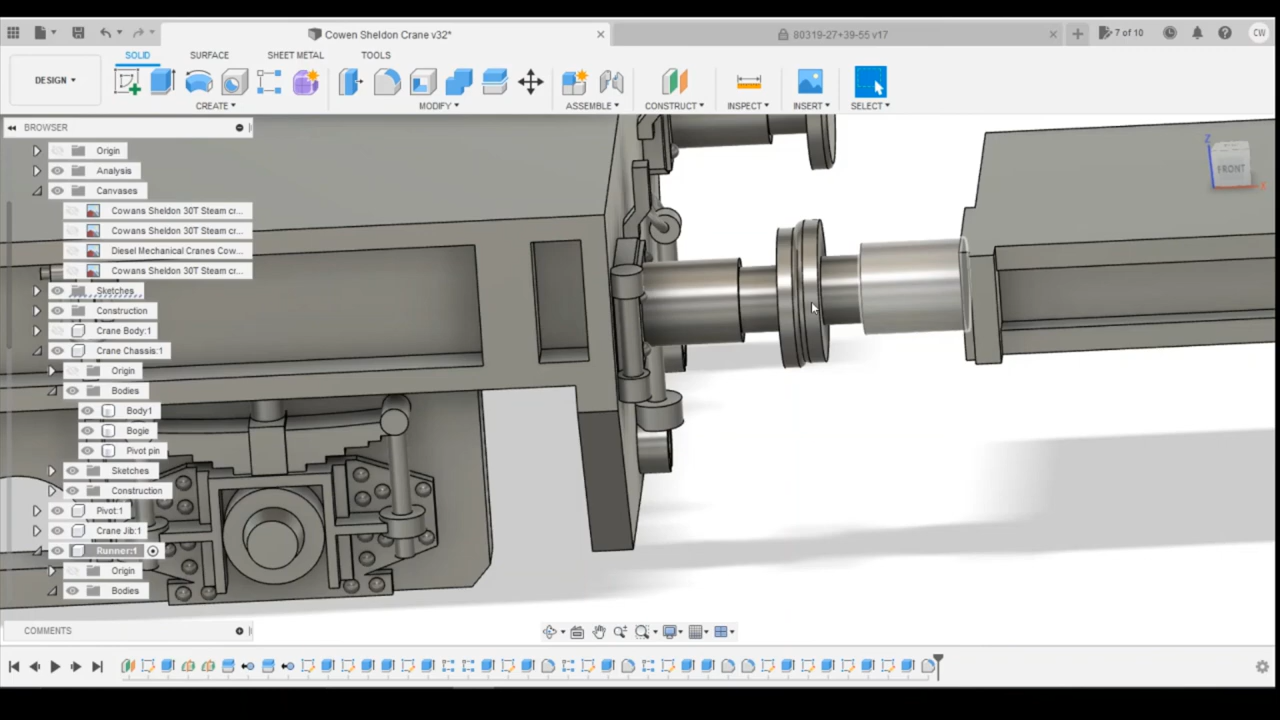 Cowen Sheldon Crane v32*
80319-27+39-55 v17
7 of 10
CW
SOLID
SURFACE
SHEET METAL
TOOLS
DESIGN
CREATE
MODIFY
ASSEMBLE
CONSTRUCT
INSPECT
INSERT
SELECT
BROWSER
Origin
Analysis
Canvases
Cowans Sheldon 30T Steam cr...
Cowans Sheldon 30T Steam cr...
Diesel Mechanical Cranes Cow...
Cowans Sheldon 30T Steam cr...
Sketches
Construction
Crane Body:1
Crane Chassis:1
Origin
Bodies
Body1
Bogie
Pivot pin
Sketches
Construction
Pivot:1
Crane Jib:1
Runner:1
Origin
Bodies
Z
FRONT
X
COMMENTS